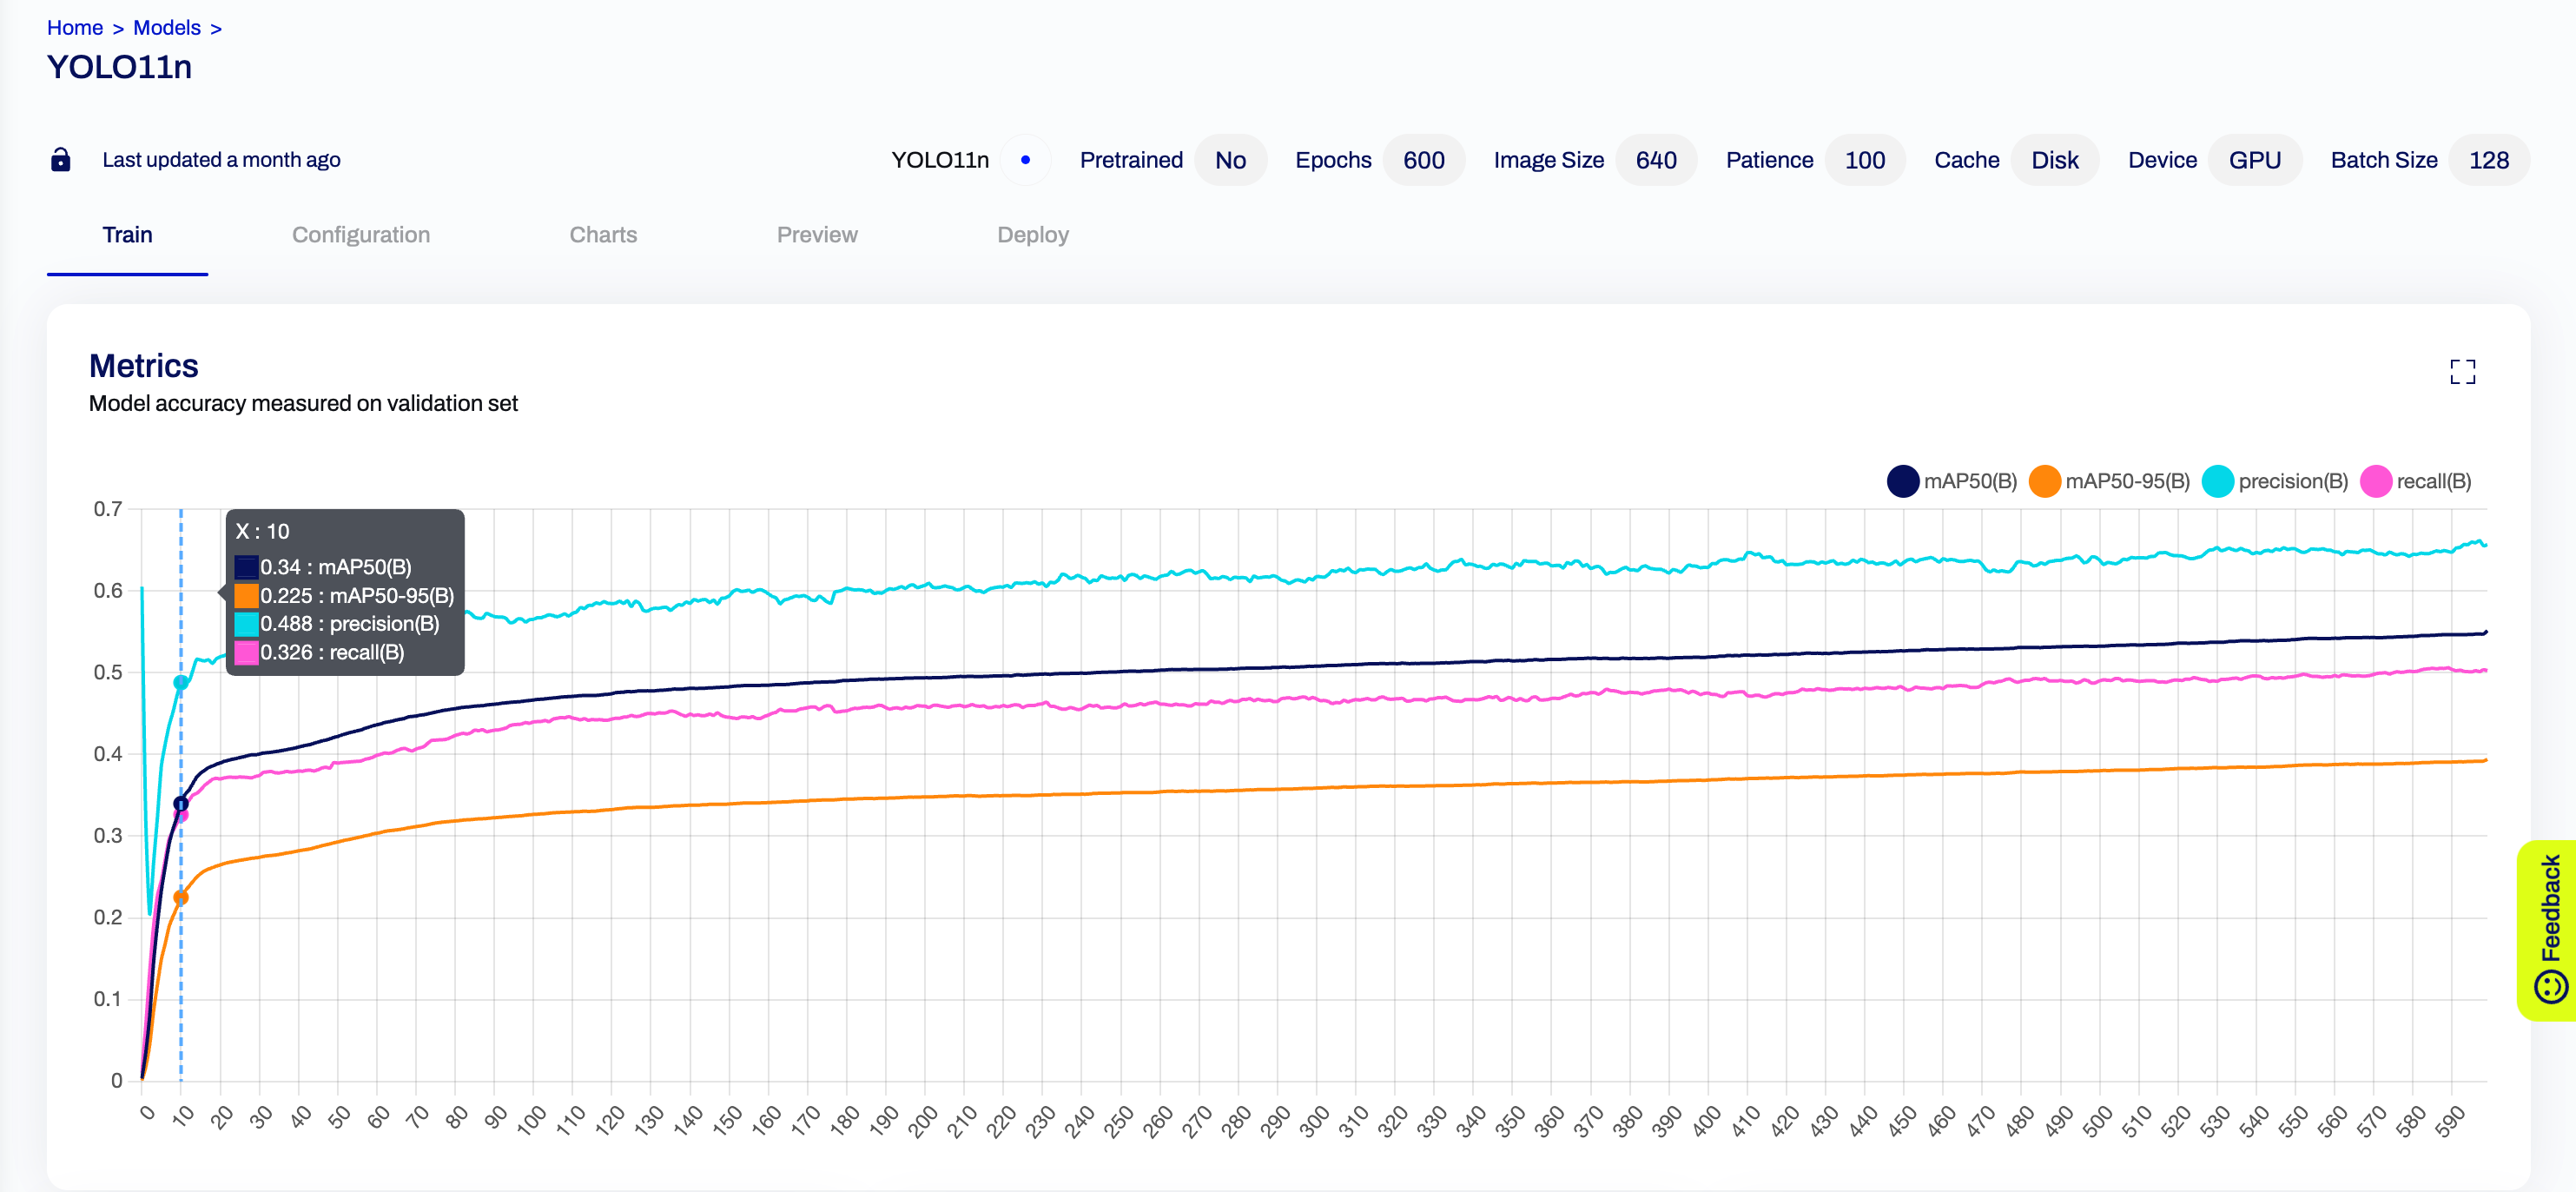 Home > Models >
YOLO11n
Last updated a month ago
YOLO11n
Pretrained No
Epochs 600
Image Size 640
Patience 100
Cache Disk
Device GPU
Batch Size 128
Train Configuration Charts Preview Deploy
Metrics
Model accuracy measured on validation set
mAP50(B) mAP50-95(B) precision(B) recall(B)
0.7
0.6
0.5
0.4
0.3
0.2
0.1
0
X : 10
0.34 : mAP50(B)
0.225 : mAP50-95(B)
0.488 : precision(B)
0.326 : recall(B)
0 10 20 30 40 50 60 70 80 90 100 110 120 130 140 150 160 170 180 190 200 210 220 230 240 250 260 270 280 290 300 310 320 330 340 350 360 370 380 390 400 410 420 430 440 450 460 470 480 490 500 510 520 530 540 550 560 570 580 590
Feedback